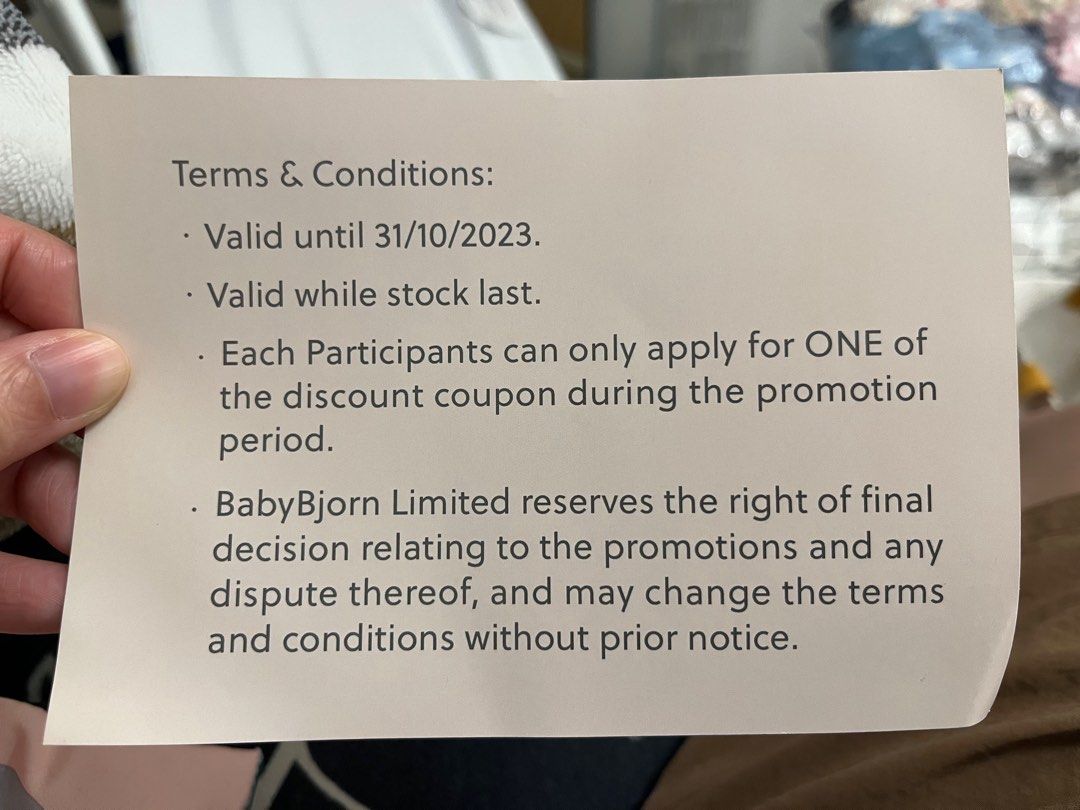 Terms & Conditions:
· Valid until 31/10/2023.
· Valid while stock last.
· Each Participants can only apply for ONE of
the discount coupon during the promotion
period.
· BabyBjorn Limited reserves the right of final
decision relating to the promotions and any
dispute thereof, and may change the terms
and conditions without prior notice.